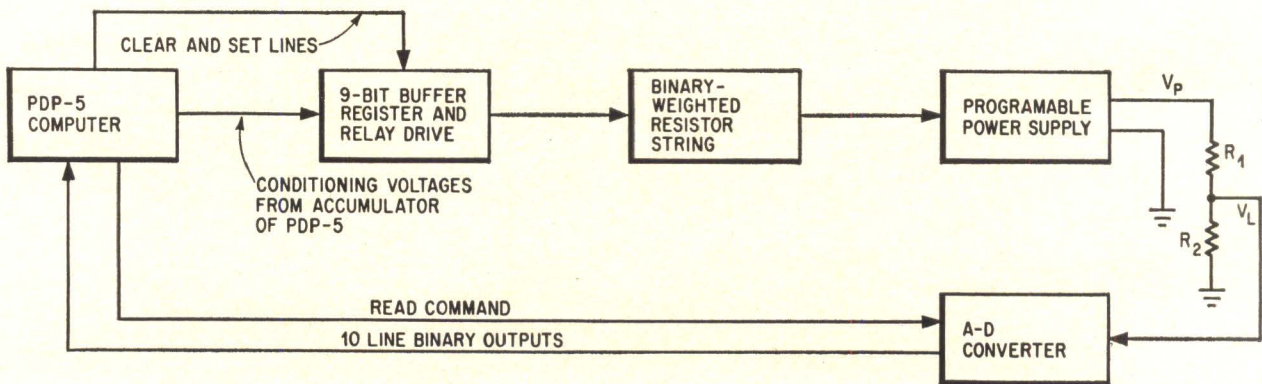 CLEAR AND SET LINES
PDP-5
COMPUTER
9-BIT BUFFER
REGISTER AND
RELAY DRIVE
BINARY-
WEIGHTED
RESISTOR
STRING
PROGRAMABLE
POWER SUPPLY
VP
R1
CONDITIONING VOLTAGES
FROM ACCUMULATOR
OF PDP-5
VL
R2
READ COMMAND
10 LINE BINARY OUTPUTS
A-D
CONVERTER